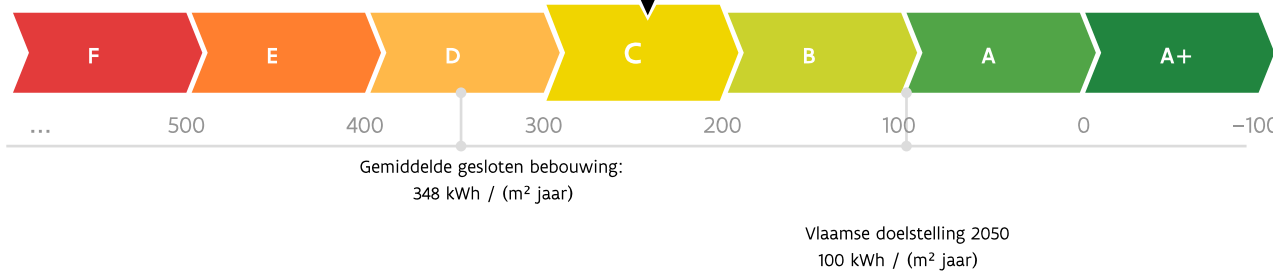 F E D C B A A+
... 500 400 300 200 100 0 −100
Gemiddelde gesloten bebouwing:
348 kWh / (m² jaar)
Vlaamse doelstelling 2050
100 kWh / (m² jaar)